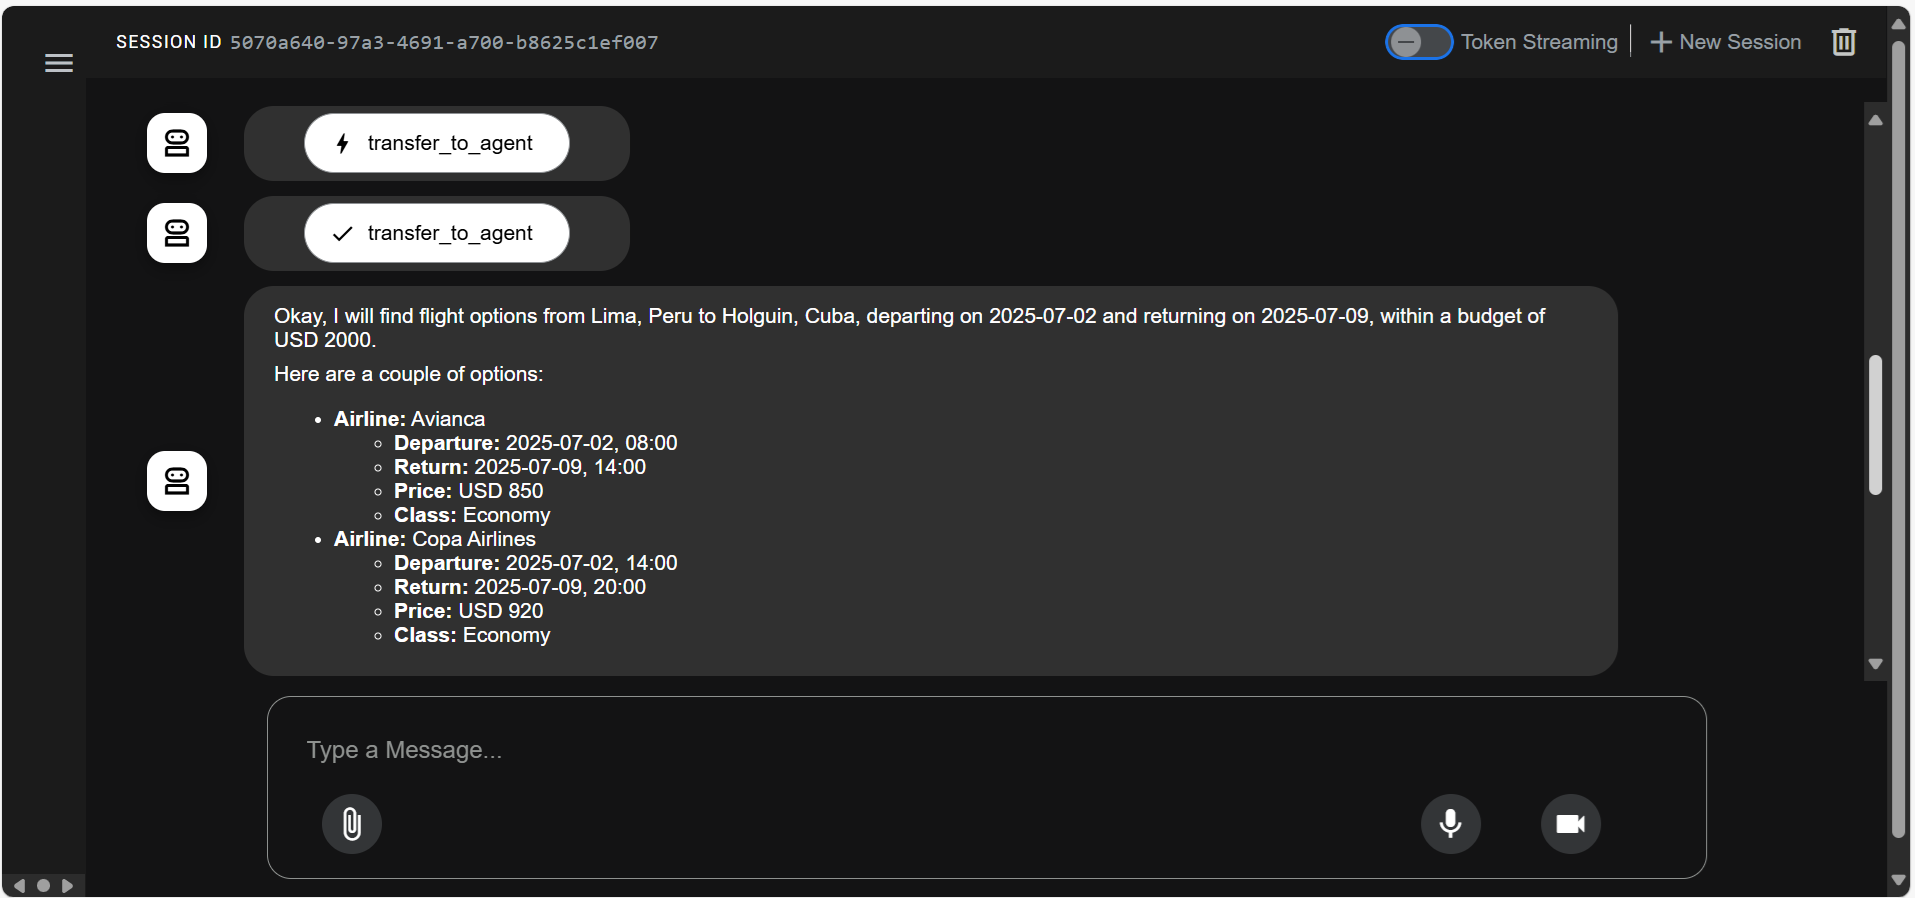 SESSION ID 5070a640-97a3-4691-a700-b8625c1ef007
Token Streaming
New Session
transfer_to_agent
transfer_to_agent
Okay, I will find flight options from Lima, Peru to Holguin, Cuba, departing on 2025-07-02 and returning on 2025-07-09, within a budget of
USD 2000.
Here are a couple of options:
Airline: Avianca
Departure: 2025-07-02, 08:00
Return: 2025-07-09, 14:00
Price: USD 850
Class: Economy
Airline: Copa Airlines
Departure: 2025-07-02, 14:00
Return: 2025-07-09, 20:00
Price: USD 920
Class: Economy
Type a Message...